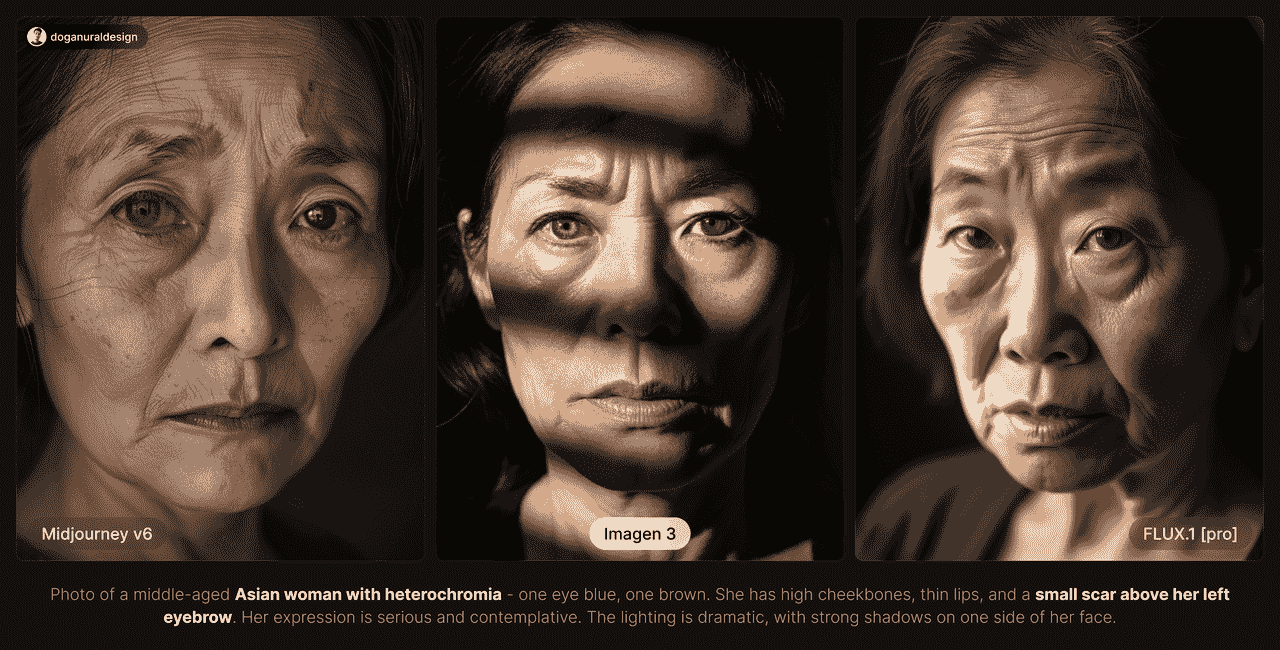 doganuraldesign
Midjourney v6
Imagen 3
FLUX.1 [pro]
Photo of a middle-aged Asian woman with heterochromia - one eye blue, one brown. She has high cheekbones, thin lips, and a small scar above her left
eyebrow. Her expression is serious and contemplative. The lighting is dramatic, with strong shadows on one side of her face.